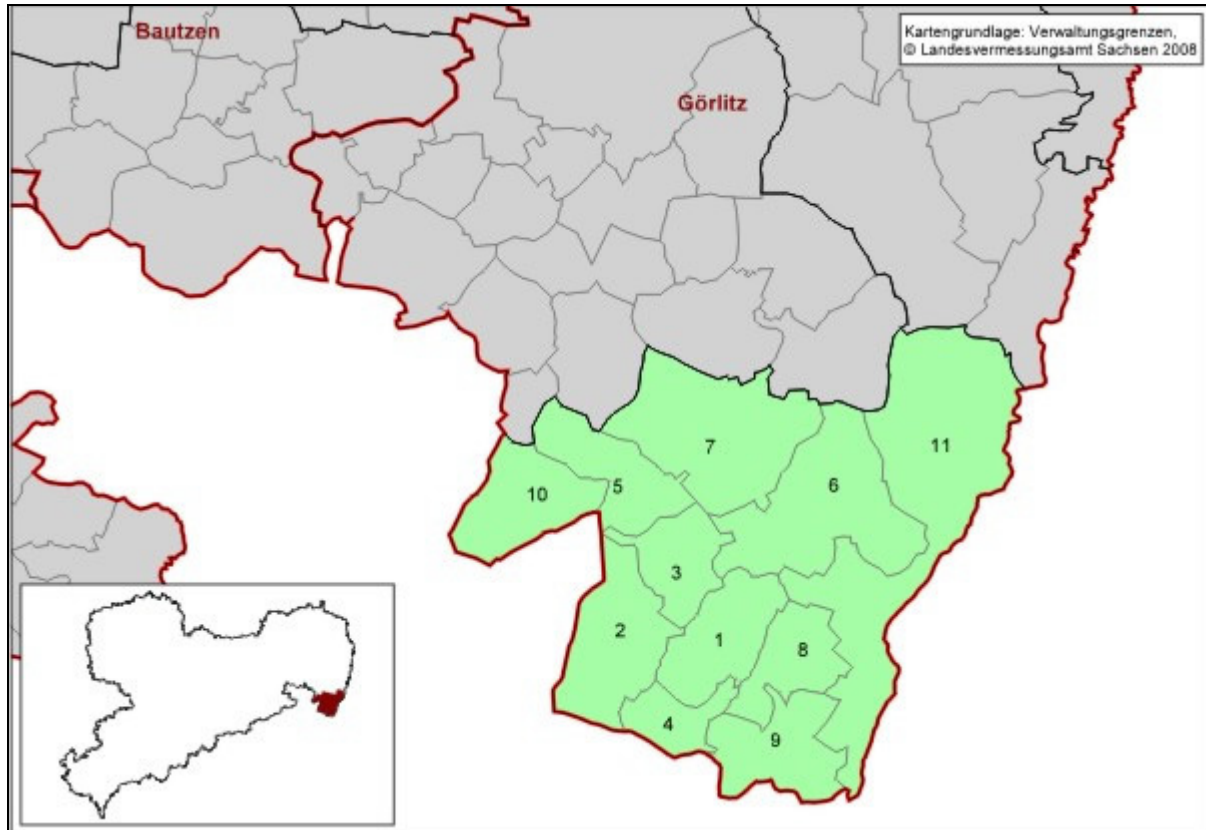 Bautzen
Kartengrundlage: Verwaltungsgrenzen,
© Landesvermessungsamt Sachsen 2008
Görlitz
7
11
10
5
6
3
2
1
8
4
9